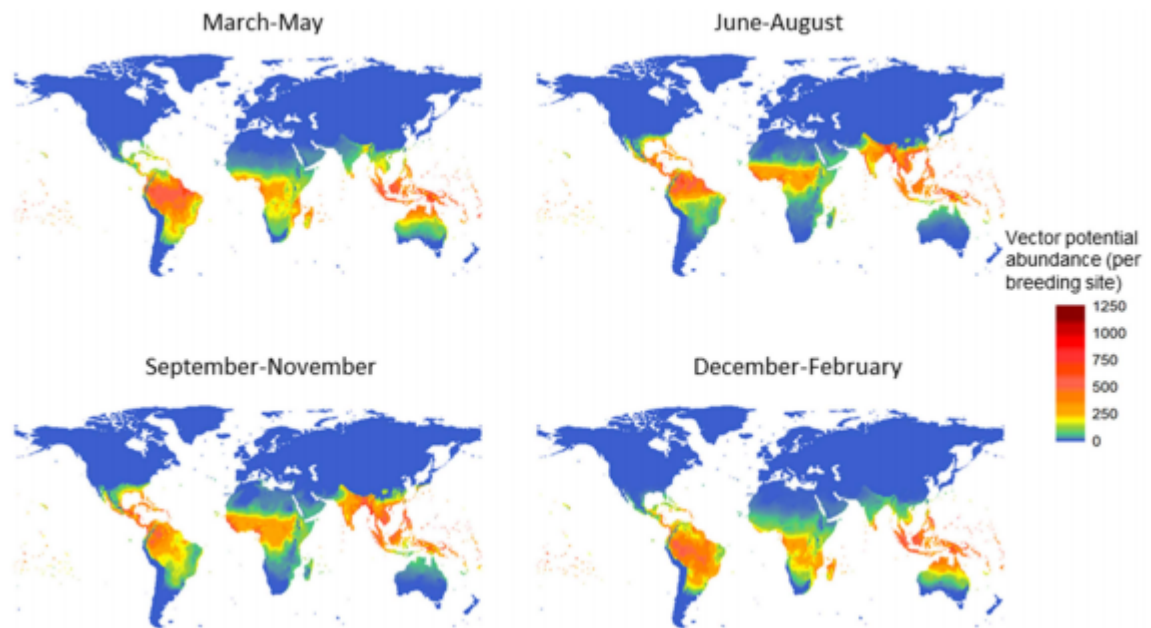 March-May
June-August
Vector potential
abundance (per
breeding site)
1250
1000
750
500
250
0
September-November
December-February